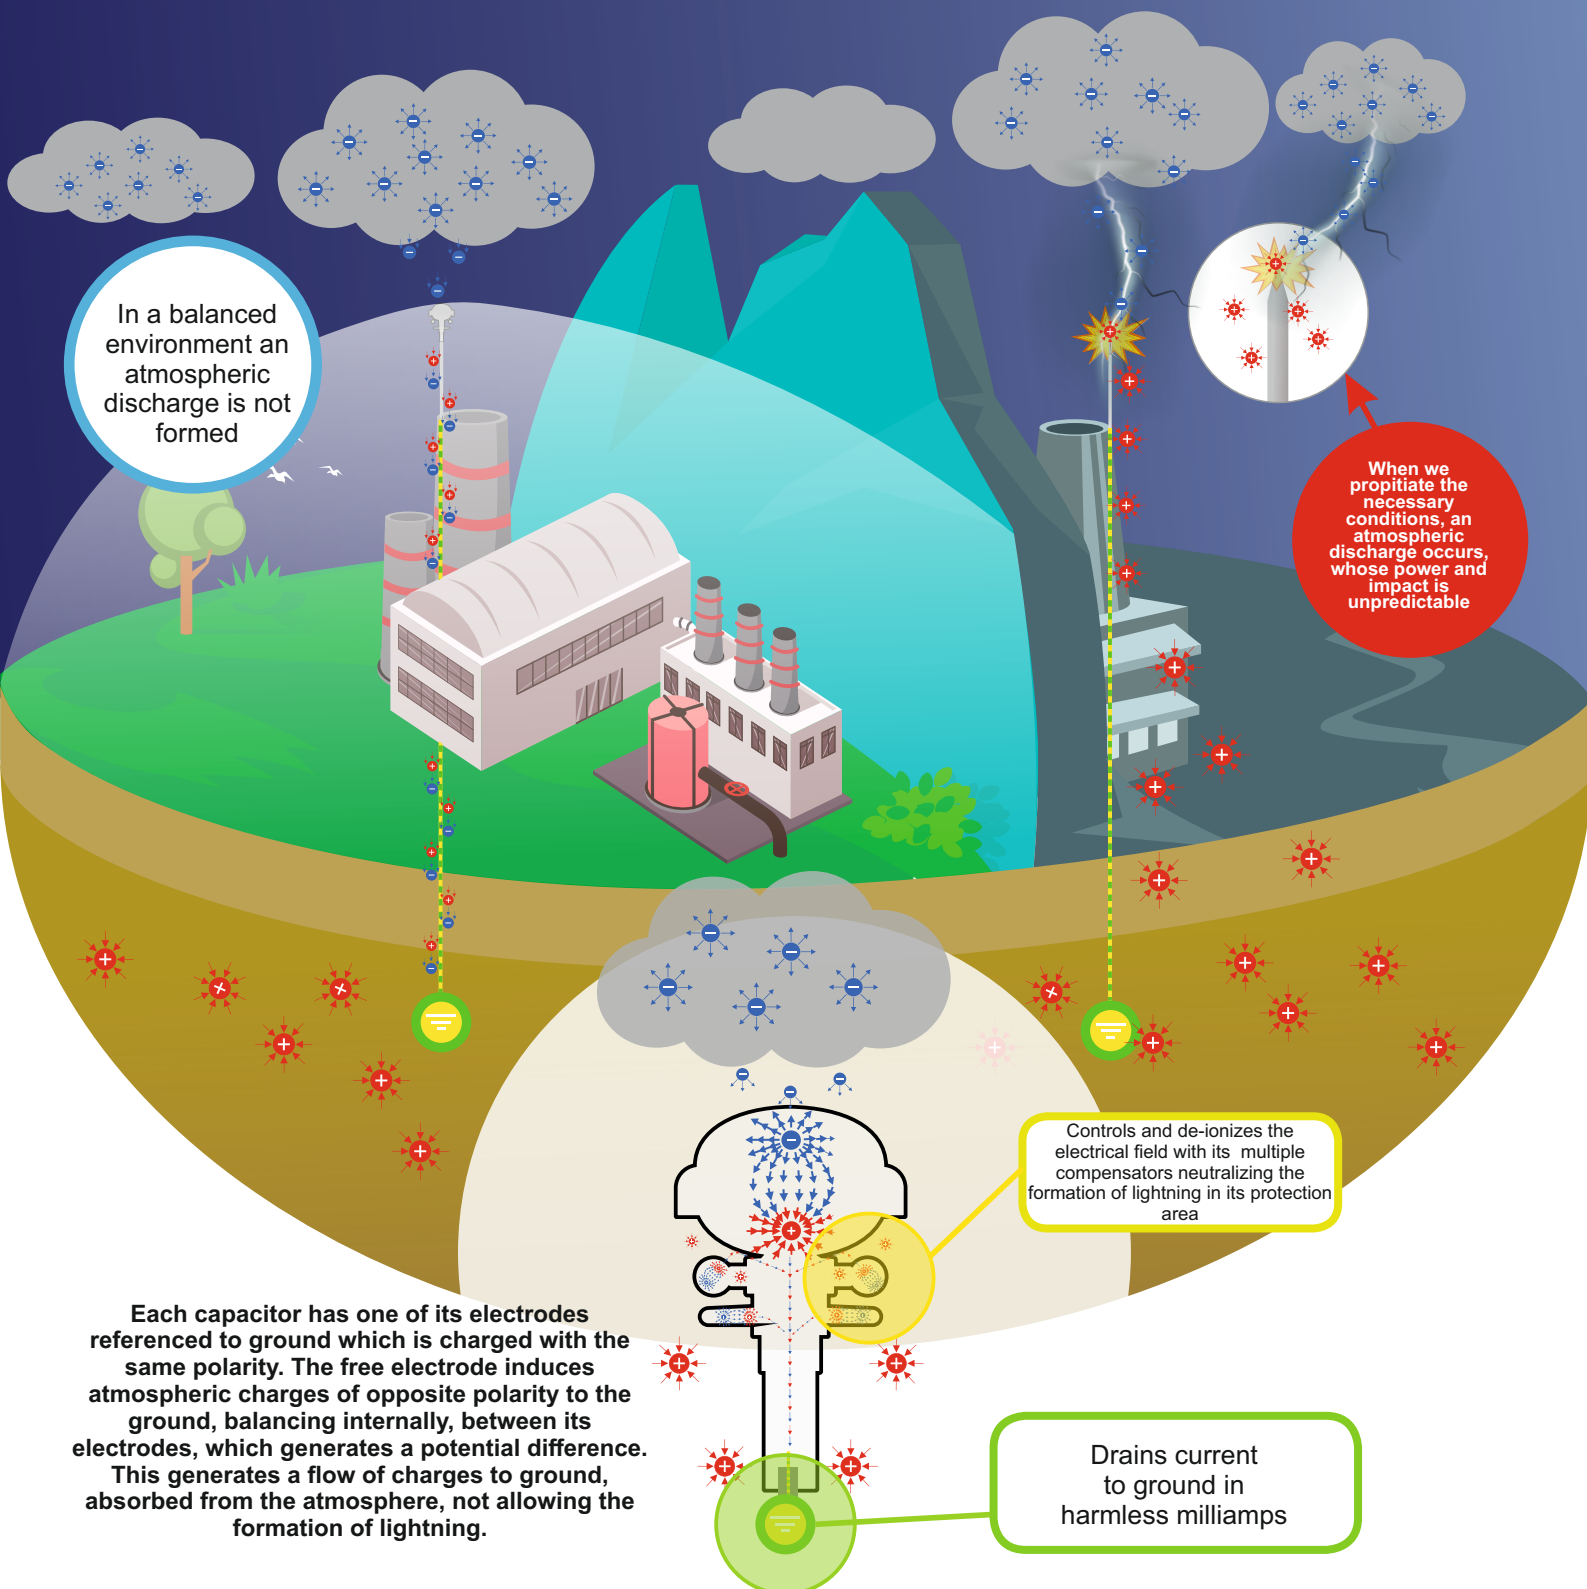 In a balanced
environment an
atmospheric
discharge is not
formed
When we
propitiate the
necessary
conditions, an
atmospheric
discharge occurs,
whose power and
impact is
unpredictable
Controls and de-ionizes the
electrical field with its multiple
compensators neutralizing the
formation of lightning in its protection
area
Each capacitor has one of its electrodes
referenced to ground which is charged with the
same polarity. The free electrode induces
atmospheric charges of opposite polarity to the
ground, balancing internally, between its
electrodes, which generates a potential difference.
This generates a flow of charges to ground,
absorbed from the atmosphere, not allowing the
formation of lightning.
Drains current
to ground in
harmless milliamps